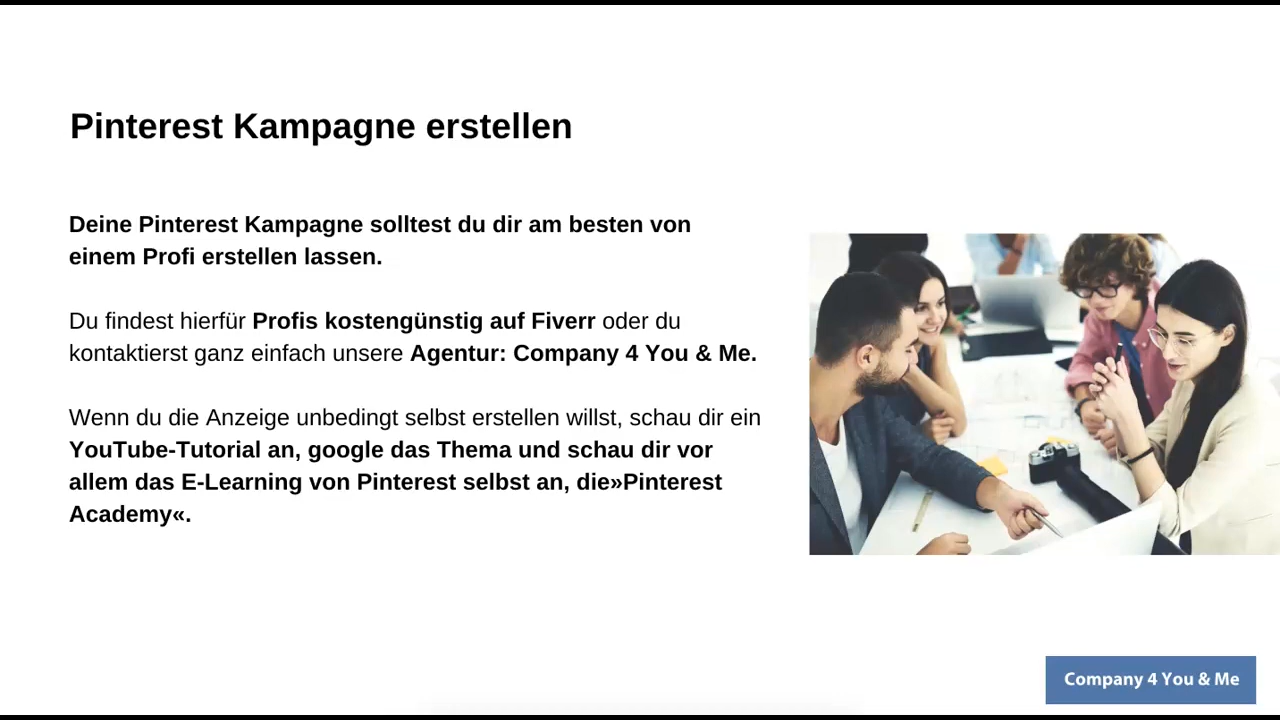 Pinterest Kampagne erstellen
Deine Pinterest Kampagne solltest du dir am besten von
einem Profi erstellen lassen.
Du findest hierfür Profis kostengünstig auf Fiverr oder du
kontaktierst ganz einfach unsere Agentur: Company 4 You & Me.
Wenn du die Anzeige unbedingt selbst erstellen willst, schau dir ein
YouTube-Tutorial an, google das Thema und schau dir vor
allem das E-Learning von Pinterest selbst an, die»Pinterest
Academy«.
Company 4 You & Me